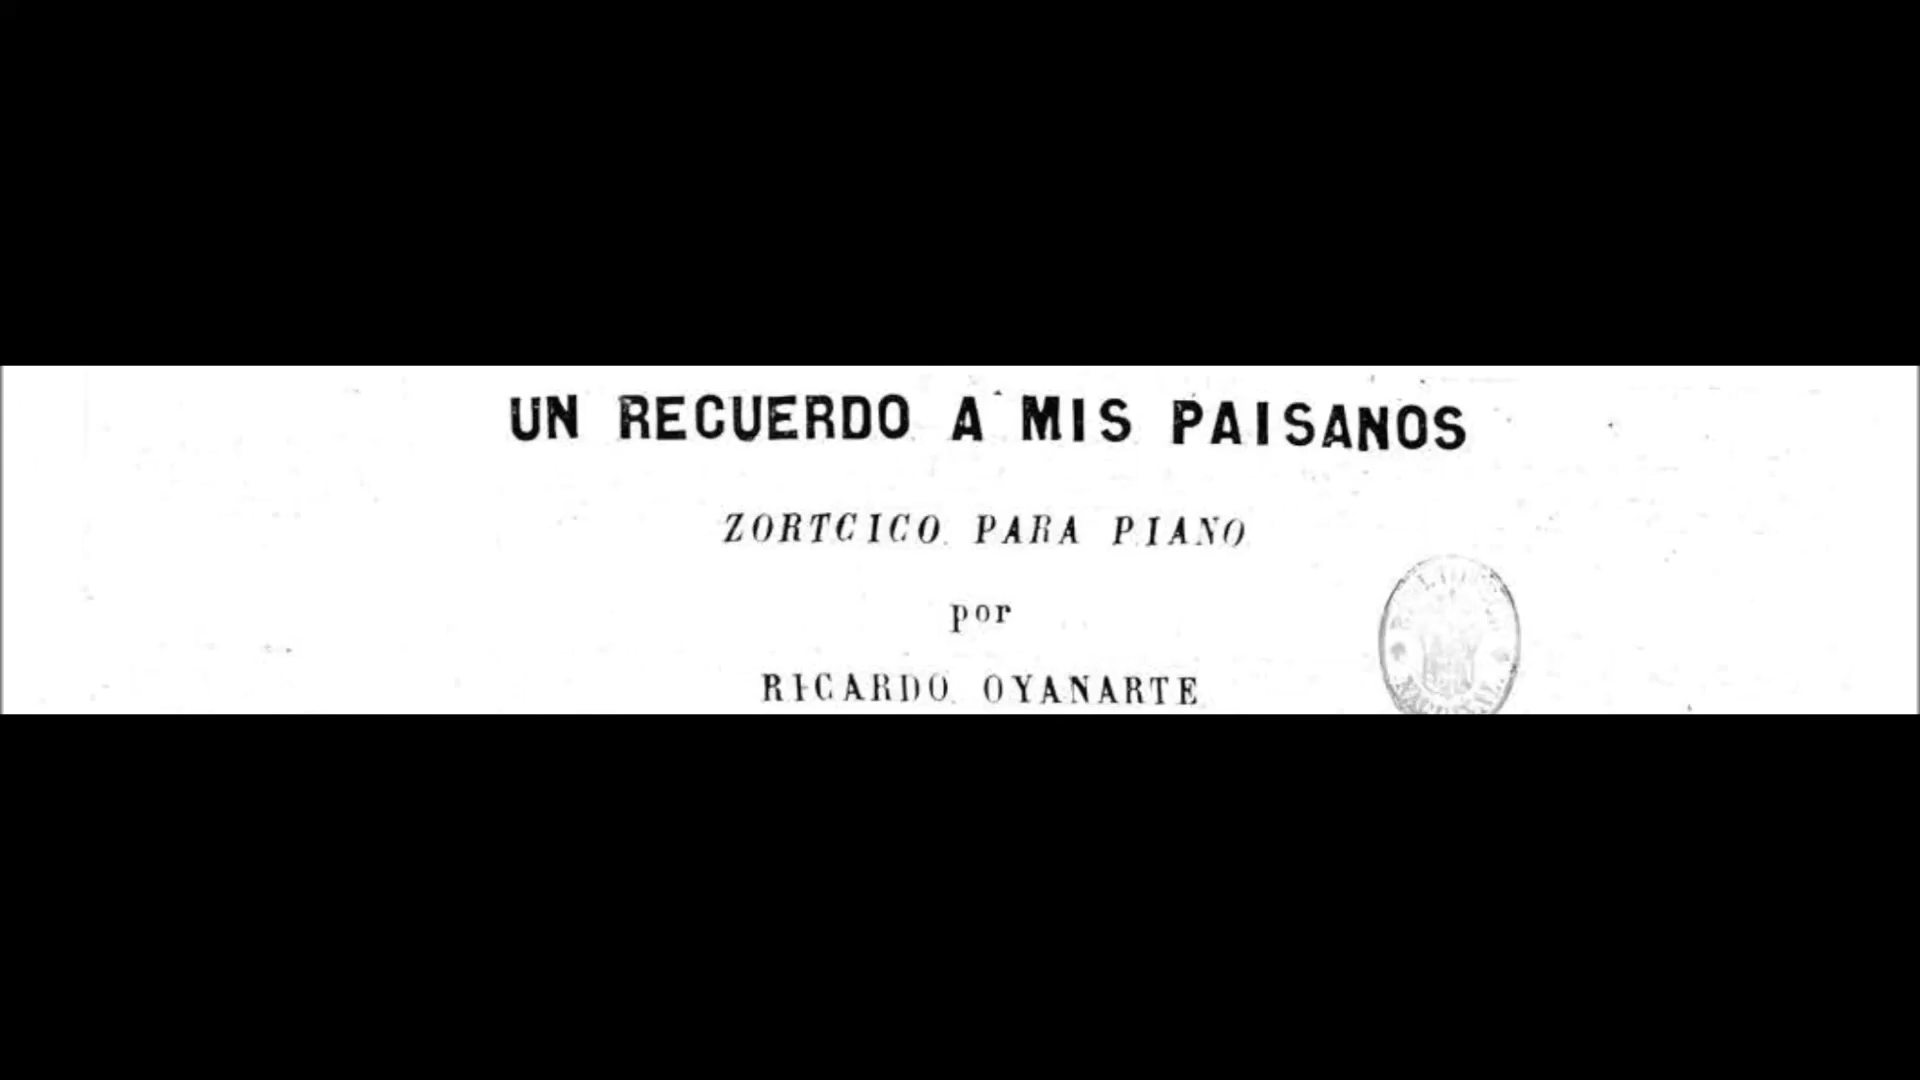 UN RECUERDO A MIS PAISANOS
ZORTCICO PARA PIANO
por
RICARDO OYANARTE